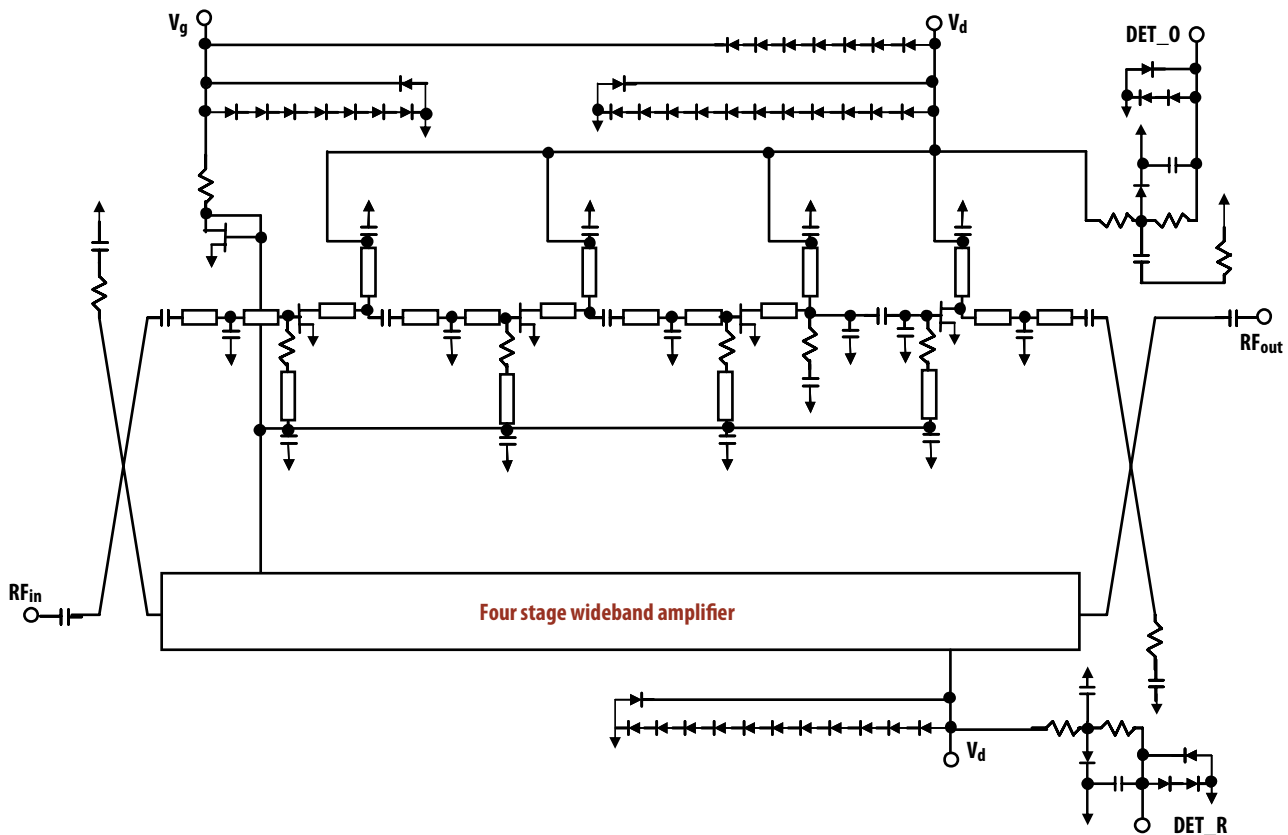 Vg
Vd
DET_O
RFout
RFin
Four stage wideband amplifier
Vd
DET_R